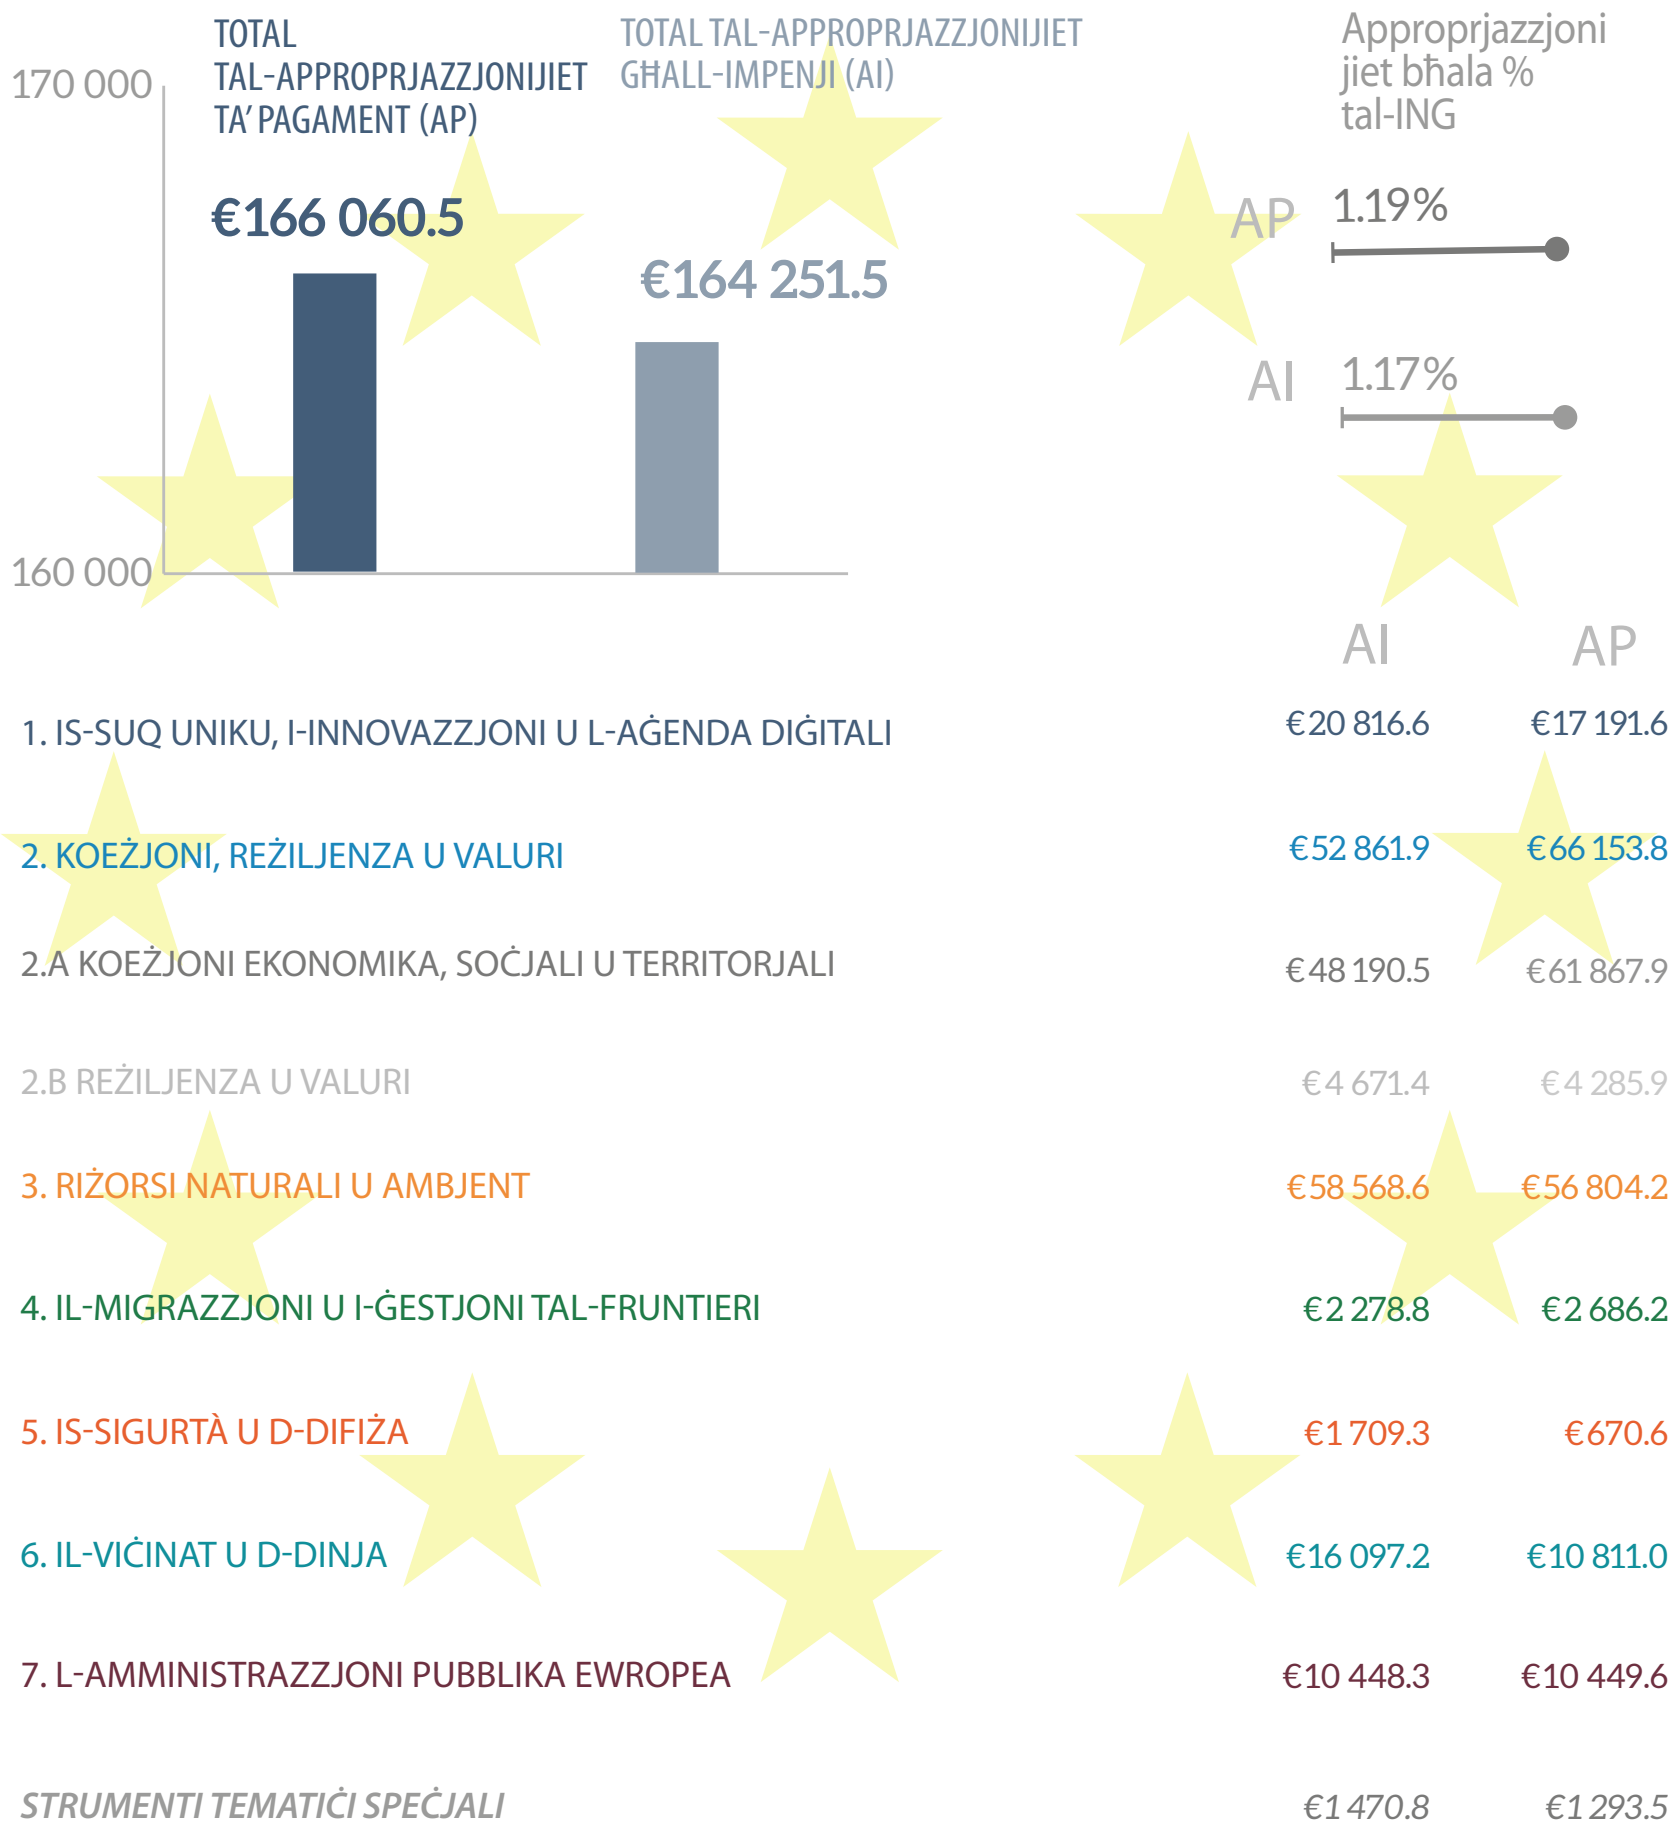 TOTAL
TAL-APPROPRJAZZJONIJIET
TA' PAGAMENT (AP)
TOTAL TAL-APPROPRJAZZJONIJIET
GĦALL-IMPENJI (AI)
Approprjazzjoni
jiet bħala %
tal-ING
170 000
€166 060.5
€164 251.5
160 000
AP 1.19%
AI 1.17%
AI AP
1. IS-SUQ UNIKU, I-INNOVAZZJONI U L-AĠENDA DIĠITALI €20 816.6 €17 191.6
2. KOEŻJONI, REŻILJENZA U VALURI €52 861.9 €66 153.8
2.A KOEŻJONI EKONOMIKA, SOĊJALI U TERRITORJALI €48 190.5 €61 867.9
2.B REŻILJENZA U VALURI €4 671.4 €4 285.9
3. RIŻORSI NATURALI U AMBJENT €58 568.6 €56 804.2
4. IL-MIGRAZZJONI U I-ĠESTJONI TAL-FRUNTIERI €2 278.8 €2 686.2
5. IS-SIGURTÀ U D-DIFIŻA €1 709.3 €670.6
6. IL-VIĊINAT U D-DINJA €16 097.2 €10 811.0
7. L-AMMINISTRAZZJONI PUBBLIKA EWROPEA €10 448.3 €10 449.6
STRUMENTI TEMATIĊI SPEĊJALI €1 470.8 €1 293.5